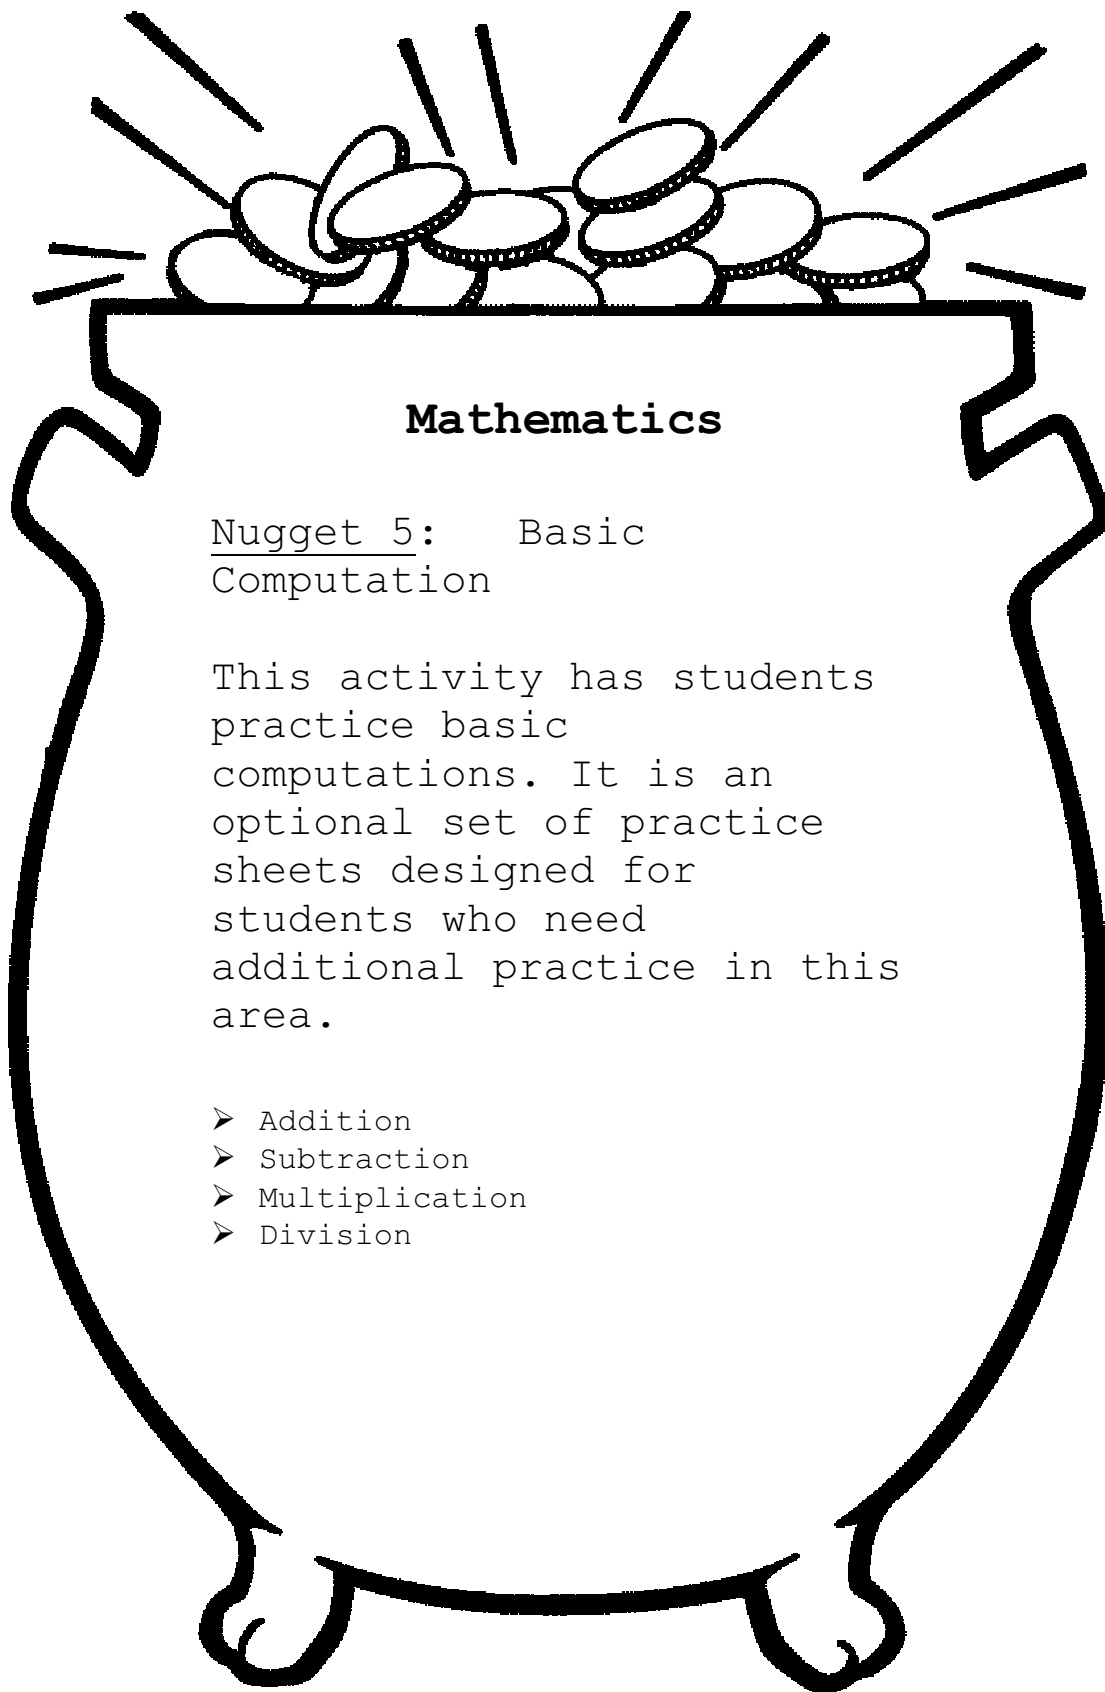 Mathematics
Nugget 5: Basic
Computation
This activity has students
practice basic
computations. It is an
optional set of practice
sheets designed for
students who need
additional practice in this
area.
➢ Addition
➢ Subtraction
➢ Multiplication
➢ Division